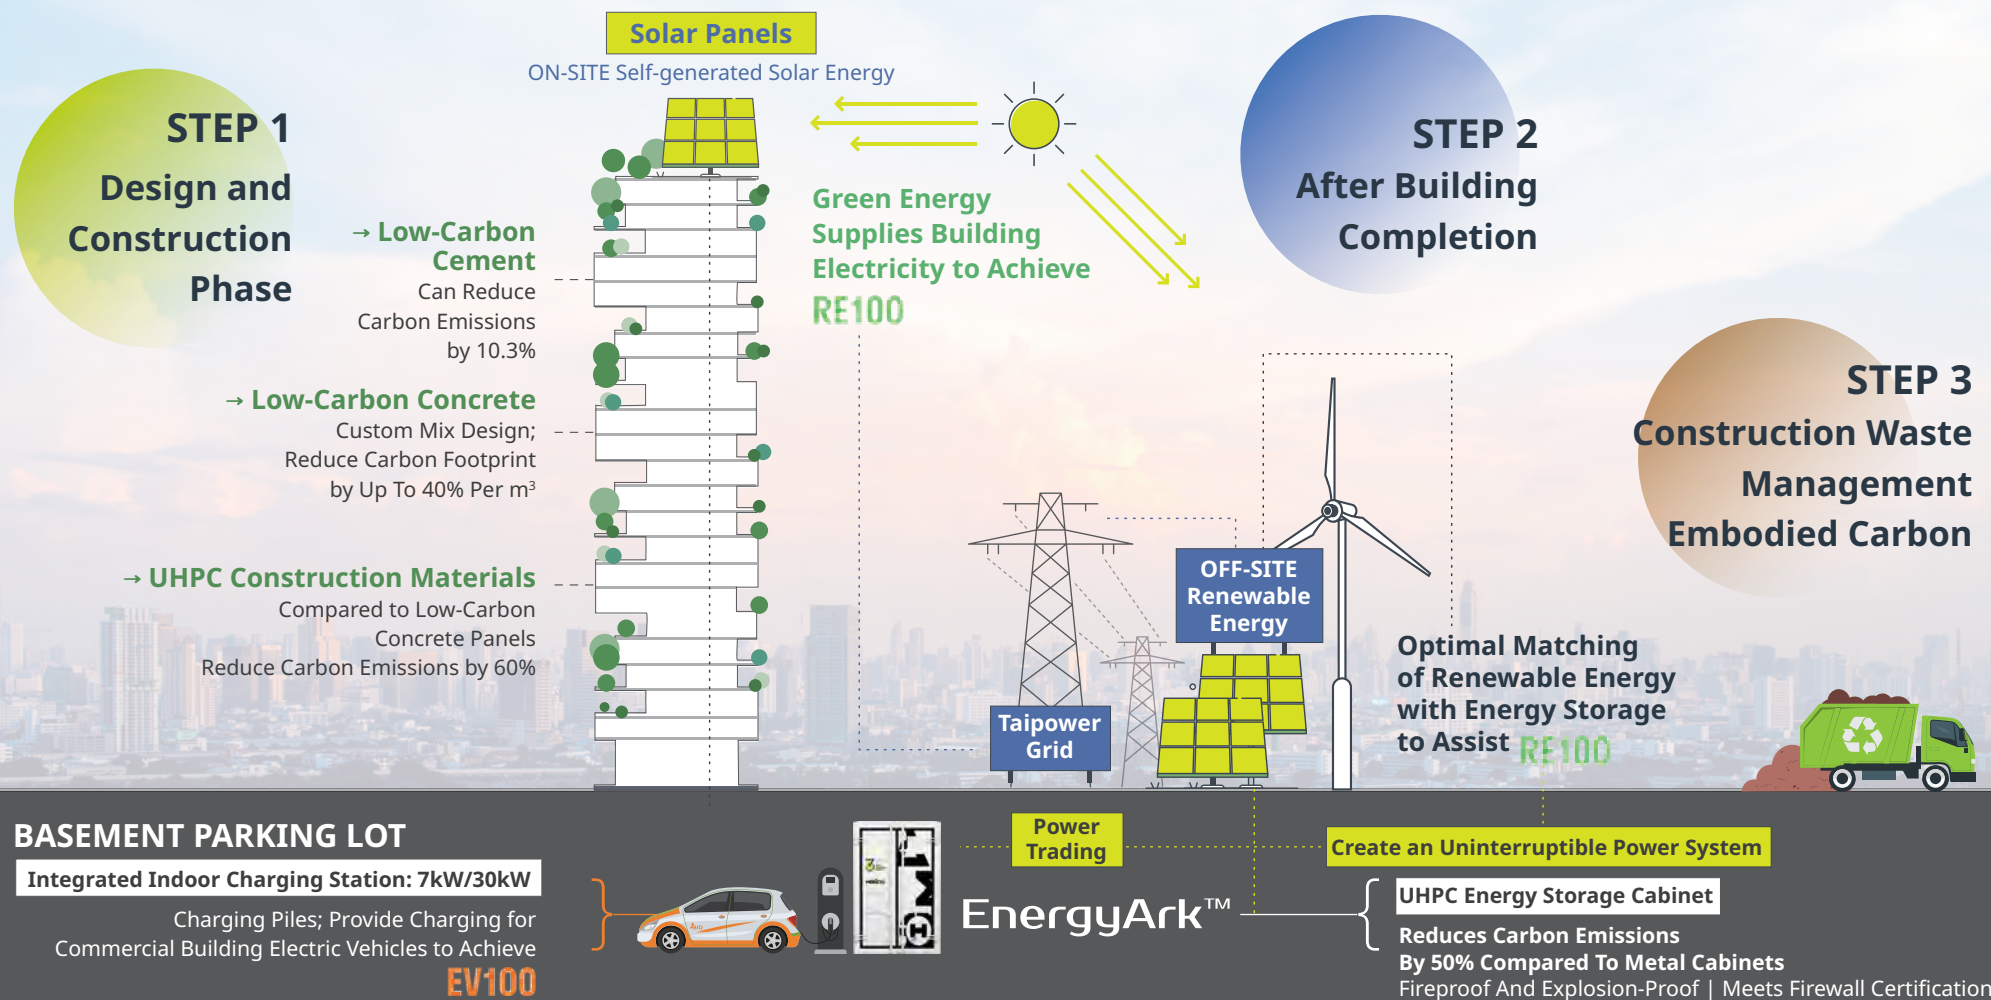 Solar Panels
ON-SITE Self-generated Solar Energy
STEP 1
Design and
Construction
Phase
→ Low-Carbon
Cement
Can Reduce
Carbon Emissions
by 10.3%
→ Low-Carbon Concrete
Custom Mix Design;
Reduce Carbon Footprint
by Up To 40% Per m³
→ UHPC Construction Materials
Compared to Low-Carbon
Concrete Panels
Reduce Carbon Emissions by 60%
Green Energy
Supplies Building
Electricity to Achieve
RE100
STEP 2
After Building
Completion
STEP 3
Construction Waste
Management
Embodied Carbon
OFF-SITE
Renewable
Energy
Taipower
Grid
Optimal Matching
of Renewable Energy
with Energy Storage
to Assist RE100
BASEMENT PARKING LOT
Integrated Indoor Charging Station: 7kW/30kW
Charging Piles; Provide Charging for
Commercial Building Electric Vehicles to Achieve
EV100
Power
Trading
Create an Uninterruptible Power System
EnergyArk™
UHPC Energy Storage Cabinet
Reduces Carbon Emissions
By 50% Compared To Metal Cabinets
Fireproof And Explosion-Proof | Meets Firewall Certification